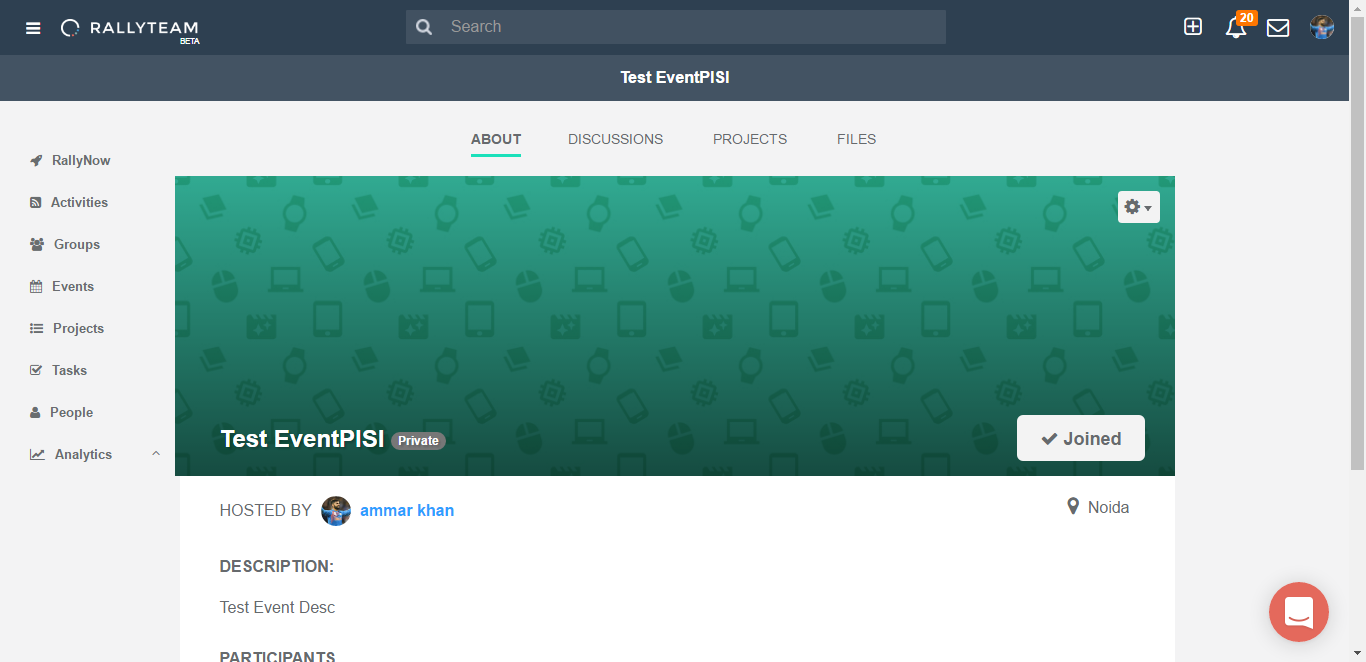 RALLYTEAM
BETA
Search
20
Test EventPISI
ABOUT DISCUSSIONS PROJECTS FILES
RallyNow
Activities
Groups
Events
Projects
Tasks
People
Analytics
Test EventPISI Private
Joined
HOSTED BY ammar khan
Noida
DESCRIPTION:
Test Event Desc
PARTICIPANTS